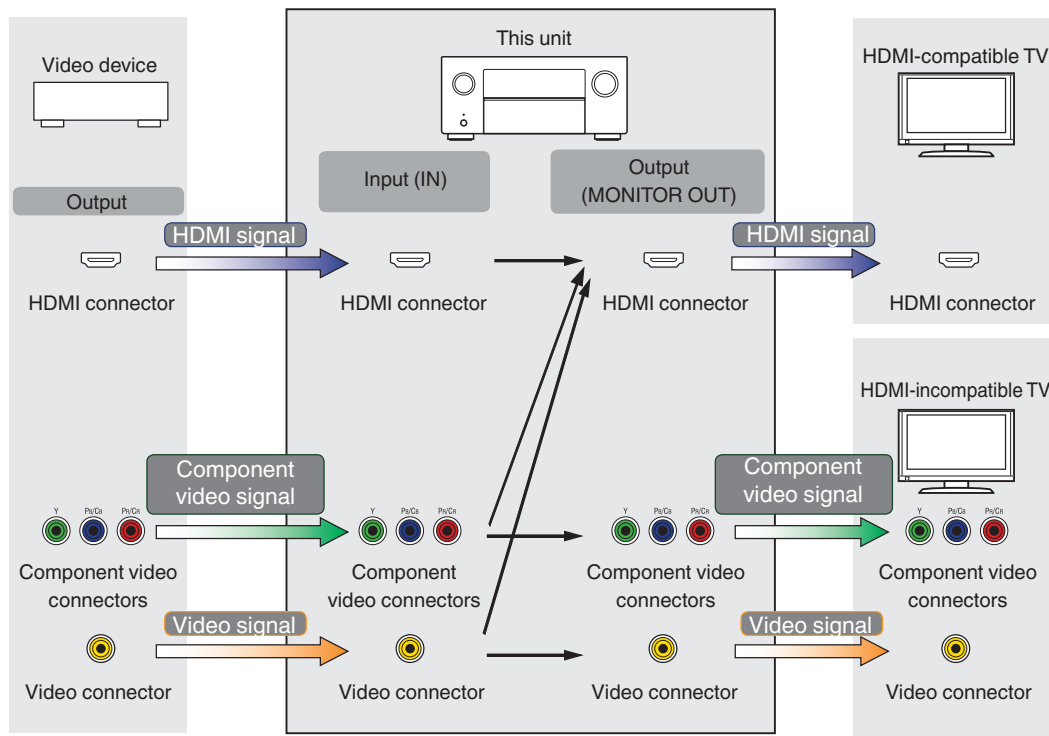 This unit
Video device
HDMI-compatible TV
Input (IN)
Output
(MONITOR OUT)
Output
HDMI signal
HDMI signal
HDMI connector
HDMI connector
HDMI connector
HDMI connector
HDMI-incompatible TV
Component
video signal
Component
video signal
Y PB/CB PR/CR
Y PB/CB PR/CR
Y PB/CB PR/CR
Y PB/CB PR/CR
Component video
connectors
Component
video connectors
Component video
connectors
Component video
connectors
Video signal
Video signal
Video connector
Video connector
Video connector
Video connector